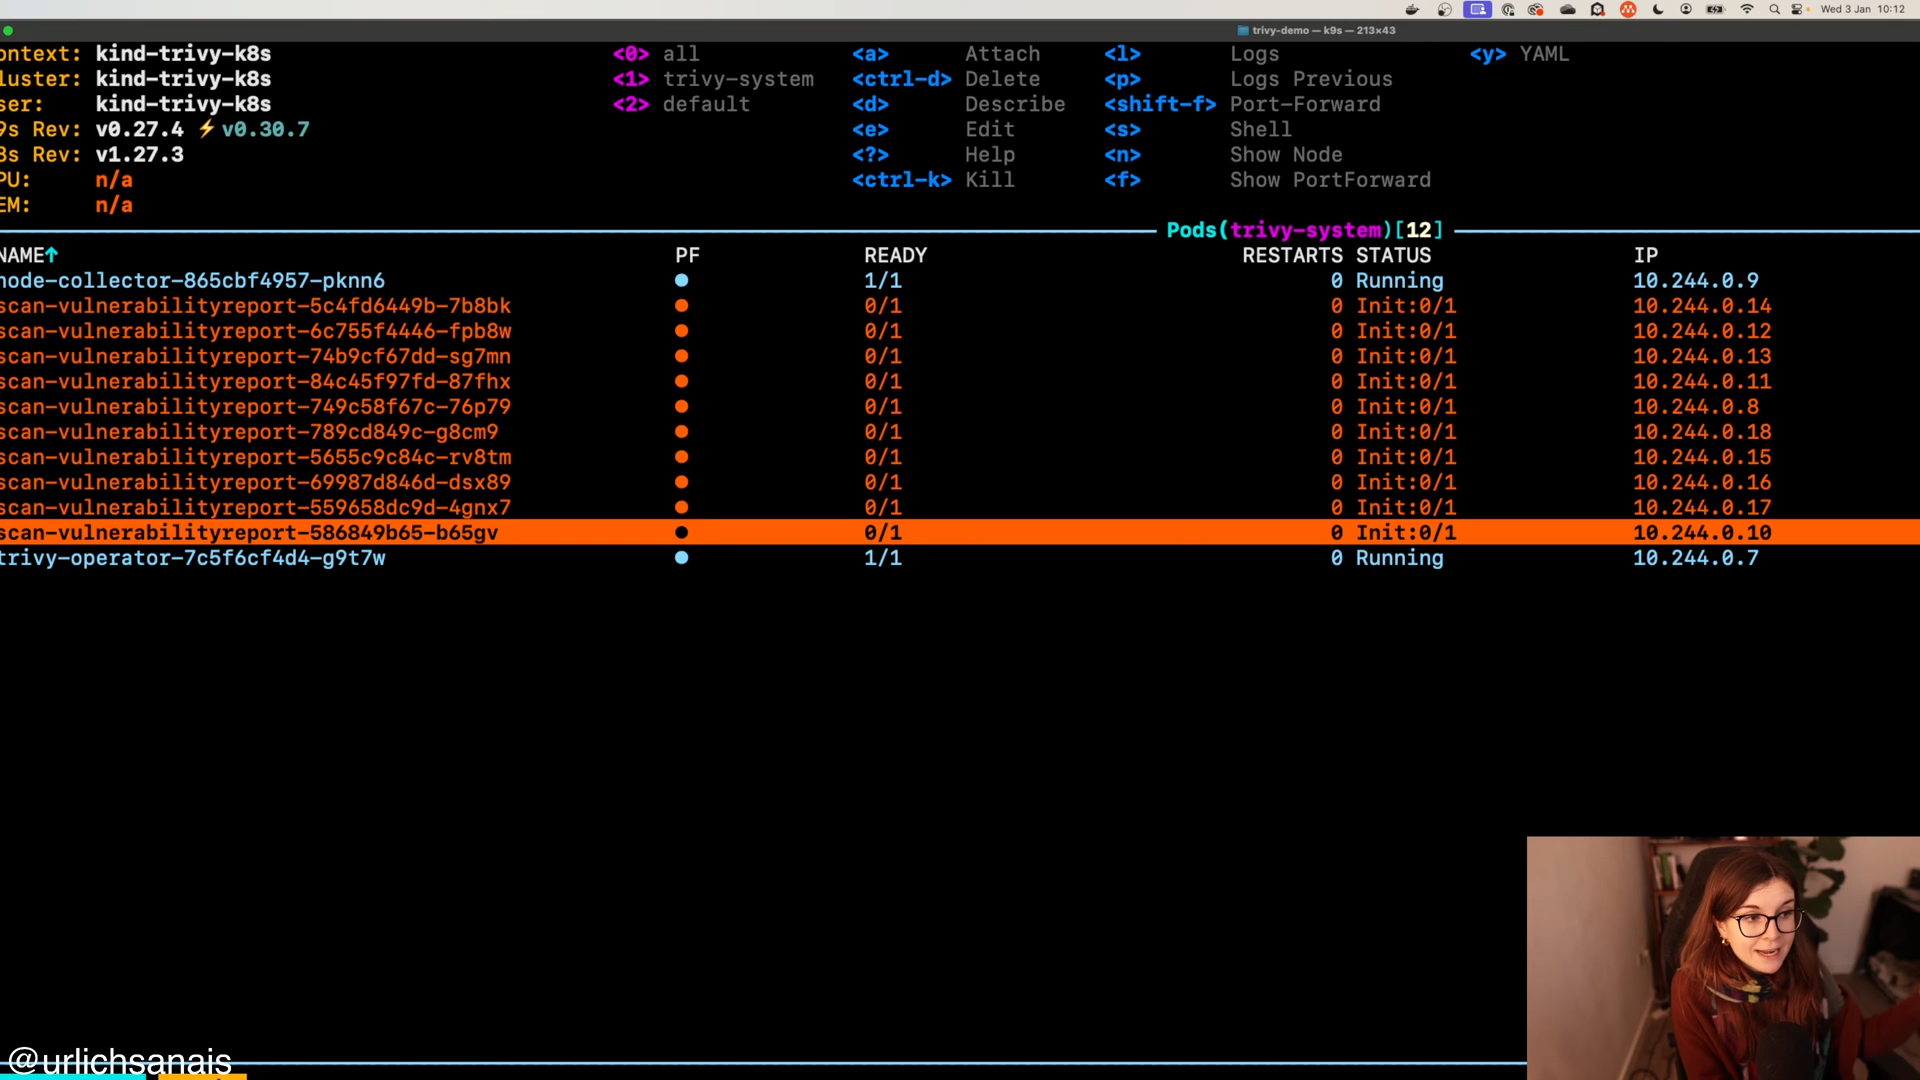 Wed 3 Jan 10:12
trivy-demo — k9s — 213×43
ontext: kind-trivy-k8s <0> all <a> Attach <l> Logs <y> YAML
luster: kind-trivy-k8s <1> trivy-system <ctrl-d> Delete <p> Logs Previous
ser: kind-trivy-k8s <2> default <d> Describe <shift-f> Port-Forward
9s Rev: v0.27.4 ⚡v0.30.7 <e> Edit <s> Shell
8s Rev: v1.27.3 <?> Help <n> Show Node
PU: n/a <ctrl-k> Kill <f> Show PortForward
EM: n/a
Pods(trivy-system)[12]
NAME↑ PF READY RESTARTS STATUS IP
node-collector-865cbf4957-pknn6 ● 1/1 0 Running 10.244.0.9
scan-vulnerabilityreport-5c4fd6449b-7b8bk ● 0/1 0 Init:0/1 10.244.0.14
scan-vulnerabilityreport-6c755f4446-fpb8w ● 0/1 0 Init:0/1 10.244.0.12
scan-vulnerabilityreport-74b9cf67dd-sg7mn ● 0/1 0 Init:0/1 10.244.0.13
scan-vulnerabilityreport-84c45f97fd-87fhx ● 0/1 0 Init:0/1 10.244.0.11
scan-vulnerabilityreport-749c58f67c-76p79 ● 0/1 0 Init:0/1 10.244.0.8
scan-vulnerabilityreport-789cd849c-g8cm9 ● 0/1 0 Init:0/1 10.244.0.18
scan-vulnerabilityreport-5655c9c84c-rv8tm ● 0/1 0 Init:0/1 10.244.0.15
scan-vulnerabilityreport-69987d846d-dsx89 ● 0/1 0 Init:0/1 10.244.0.16
scan-vulnerabilityreport-559658dc9d-4gnx7 ● 0/1 0 Init:0/1 10.244.0.17
scan-vulnerabilityreport-586849b65-b65gv ● 0/1 0 Init:0/1 10.244.0.10
trivy-operator-7c5f6cf4d4-g9t7w ● 1/1 0 Running 10.244.0.7
@urlichsanais